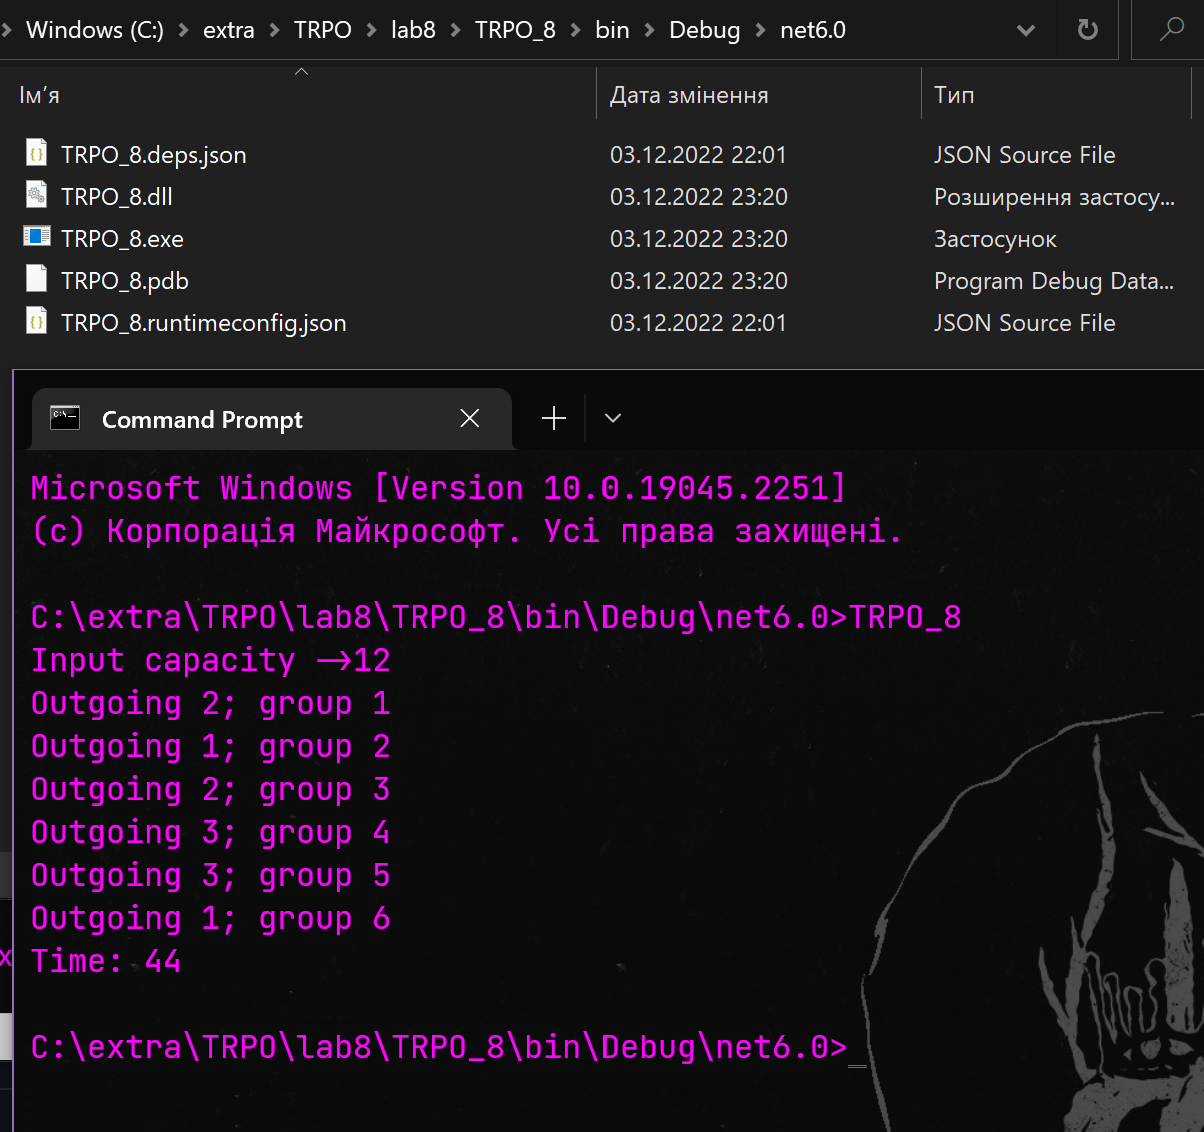 Windows (C:) > extra > TRPO > lab8 > TRPO_8 > bin > Debug > net6.0
Ім’я Дата змінення Тип
TRPO_8.deps.json 03.12.2022 22:01 JSON Source File
TRPO_8.dll 03.12.2022 23:20 Розширення застосу...
TRPO_8.exe 03.12.2022 23:20 Застосунок
TRPO_8.pdb 03.12.2022 23:20 Program Debug Data...
TRPO_8.runtimeconfig.json 03.12.2022 22:01 JSON Source File
Command Prompt
Microsoft Windows [Version 10.0.19045.2251]
(c) Корпорація Майкрософт. Усі права захищені.
C:\extra\TRPO\lab8\TRPO_8\bin\Debug\net6.0>TRPO_8
Input capacity ->12
Outgoing 2; group 1
Outgoing 1; group 2
Outgoing 2; group 3
Outgoing 3; group 4
Outgoing 3; group 5
Outgoing 1; group 6
Time: 44
C:\extra\TRPO\lab8\TRPO_8\bin\Debug\net6.0>_